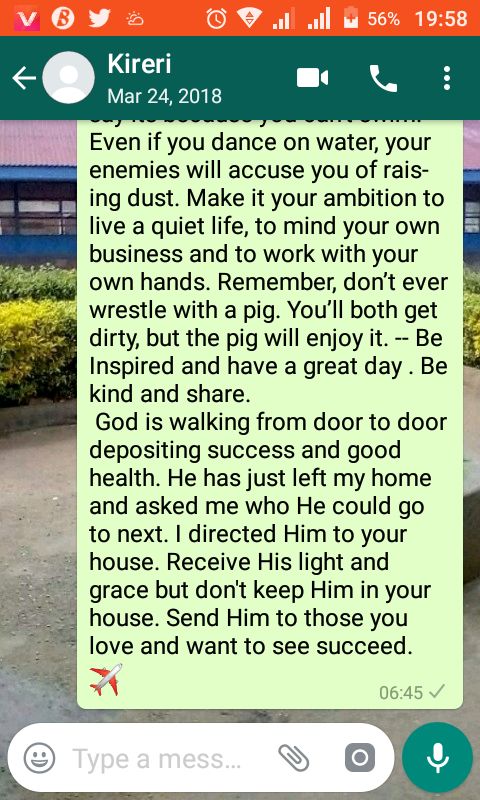 56% 19:58
Kireri
Mar 24, 2018
Even if you dance on water, your
enemies will accuse you of rais-
ing dust. Make it your ambition to
live a quiet life, to mind your own
business and to work with your
own hands. Remember, don’t ever
wrestle with a pig. You’ll both get
dirty, but the pig will enjoy it. -- Be
Inspired and have a great day . Be
kind and share.
God is walking from door to door
depositing success and good
health. He has just left my home
and asked me who He could go
to next. I directed Him to your
house. Receive His light and
grace but don't keep Him in your
house. Send Him to those you
love and want to see succeed.
06:45
Type a mess...